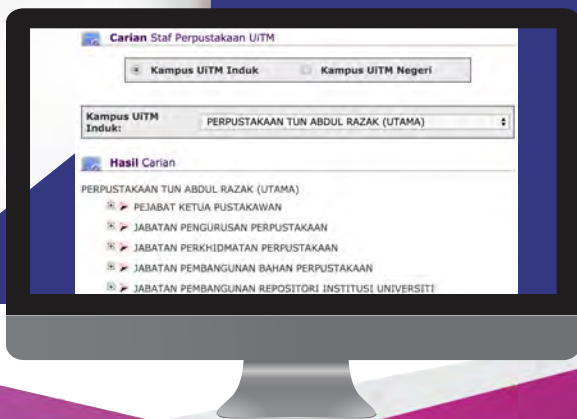 Carian Staf Perpustakaan UiTM
Kampus UiTM Induk Kampus UiTM Negeri
Kampus UiTM Induk: PERPUSTAKAAN TUN ABDUL RAZAK (UTAMA)
Hasil Carian
PERPUSTAKAAN TUN ABDUL RAZAK (UTAMA)
PEJABAT KETUA PUSTAKAWAN
JABATAN PENGURUSAN PERPUSTAKAAN
JABATAN PERKHIDMATAN PERPUSTAKAAN
JABATAN PEMBANGUNAN BAHAN PERPUSTAKAAN
JABATAN PEMBANGUNAN REPOSITORI INSTITUSI UNIVERSITI